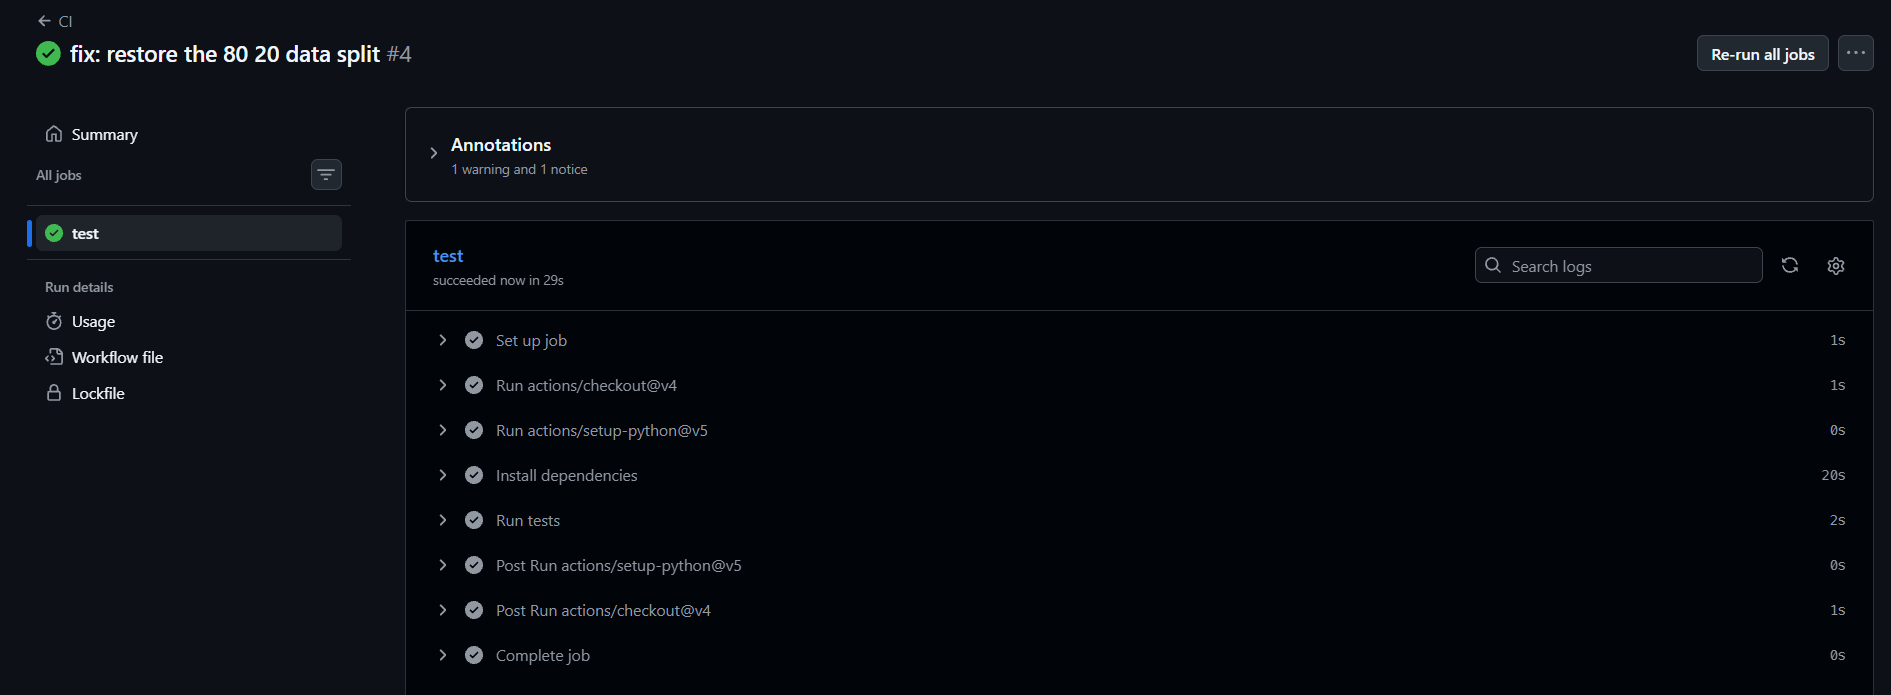 CI
fix: restore the 80 20 data split #4
Re-run all jobs
Summary
All jobs
test
Run details
Usage
Workflow file
Lockfile
Annotations
1 warning and 1 notice
test
succeeded now in 29s
Search logs
Set up job 1s
Run actions/checkout@v4 1s
Run actions/setup-python@v5 0s
Install dependencies 20s
Run tests 2s
Post Run actions/setup-python@v5 0s
Post Run actions/checkout@v4 1s
Complete job 0s